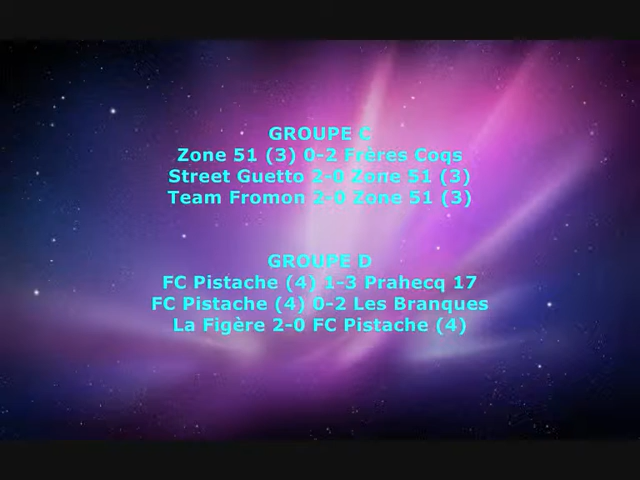 GROUPE C
Zone 51 (3) 0-2 Frères Coqs
Street Guetto 2-0 Zone 51 (3)
Team Fromon 2-0 Zone 51 (3)
GROUPE D
FC Pistache (4) 1-3 Prahecq 17
FC Pistache (4) 0-2 Les Branques
La Figère 2-0 FC Pistache (4)